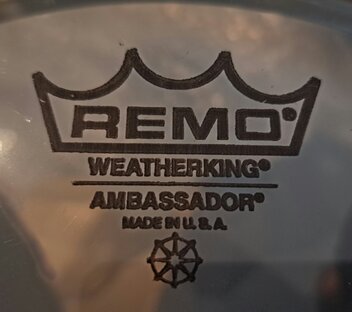 REMO®
WEATHERKING®
AMBASSADOR®
MADE IN U.S.A.